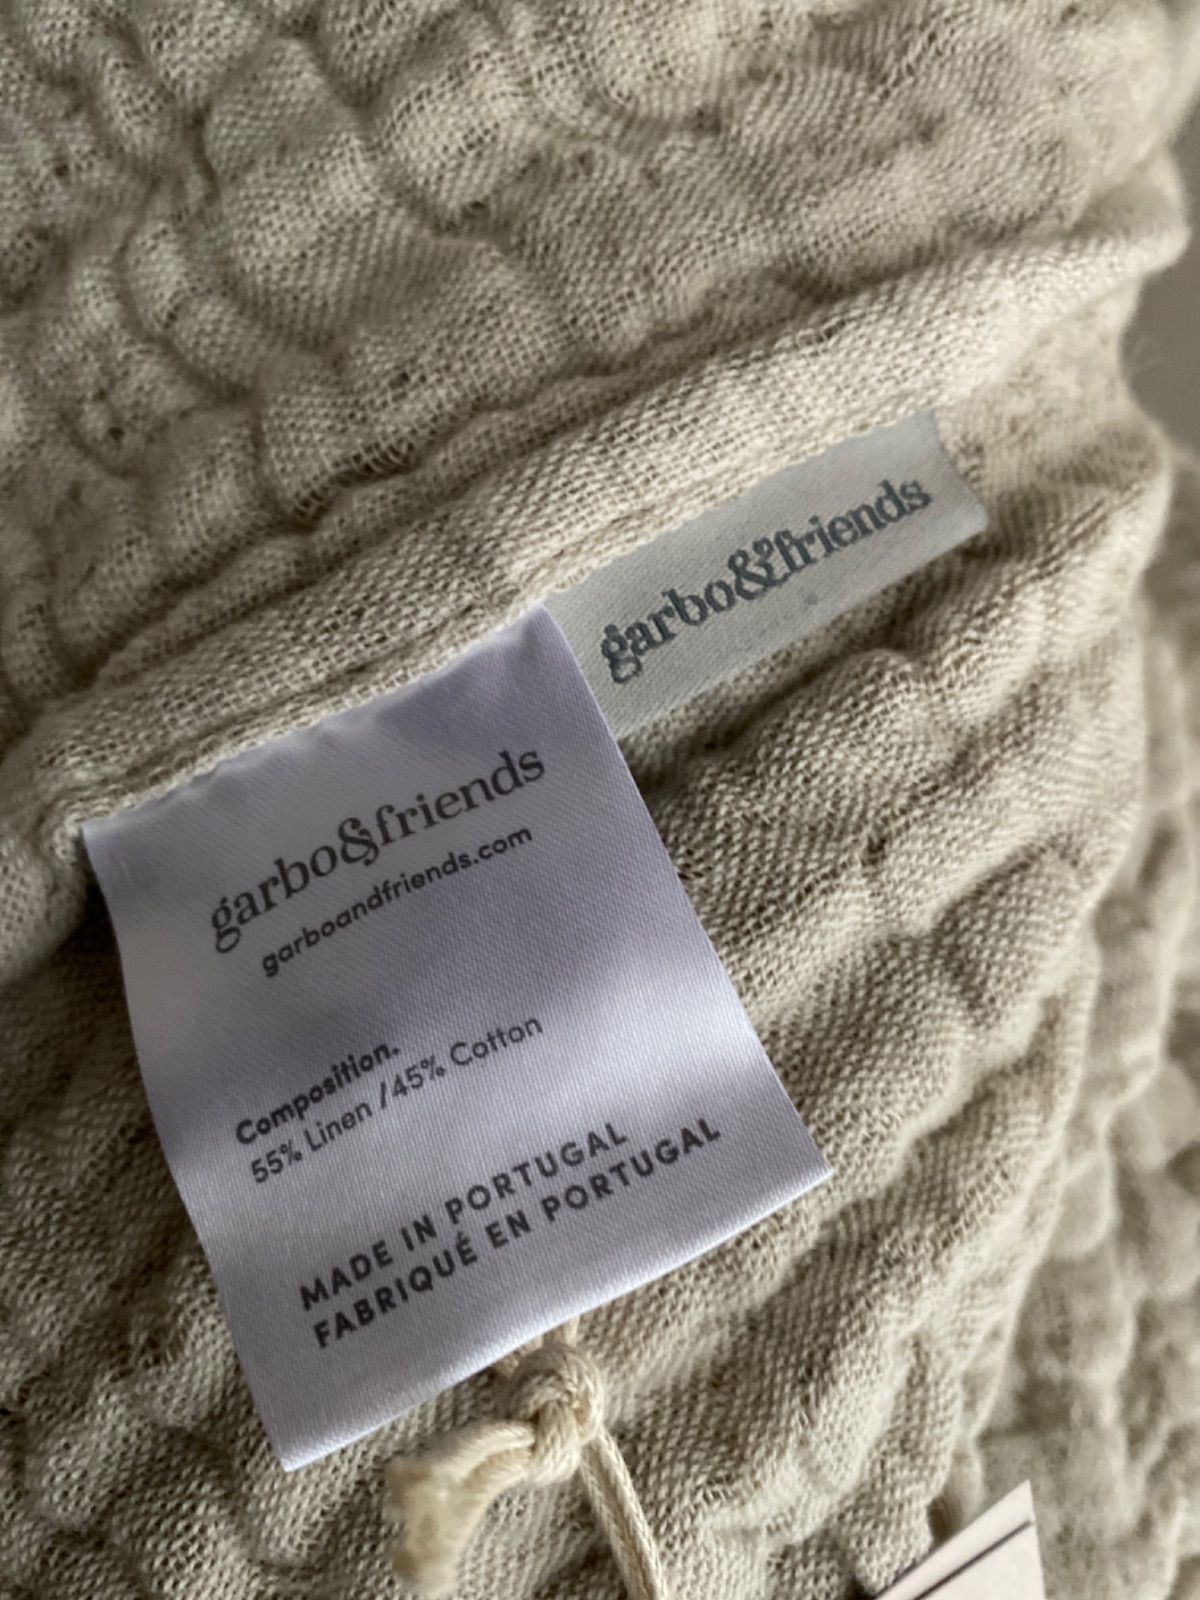 garbo&friends
garbo&friends
garboandfriends.com
Composition.
55% Linen /45% Cotton
MADE IN PORTUGAL
FABRIQUÉ EN PORTUGAL